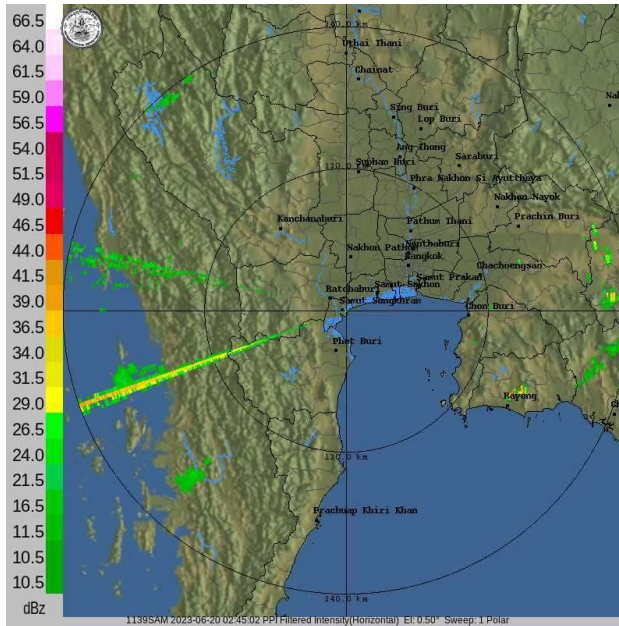 66.5
64.0
61.5
59.0
56.5
54.0
51.5
49.0
46.5
44.0
41.5
39.0
36.5
34.0
31.5
29.0
26.5
24.0
21.5
16.5
13.5
10.5
10.5
dBz
240.0 km
Uthai Thani
Chainat
Sing Buri
Lop Buri
Ang Thong
Saraburi
Suphan Buri
Phra Nakhon Si Ayutthaya
Nakhon Nayok
Kanchanaburi
Pathum Thani
Prachin Buri
Nonthaburi
Nakhon Pathom
Bangkok
Chachoengsao
Samut Prakan
Samut Sakhon
Ratchaburi
Samut Songkhram
Chon Buri
Phet Buri
Rayong
120.0 km
Prachuap Khiri Khan
240.0 km
1139SAM 2023-06-20 02:45:02 PPI Filtered Intensity(Horizontal) El: 0.50° Sweep: 1 Polar